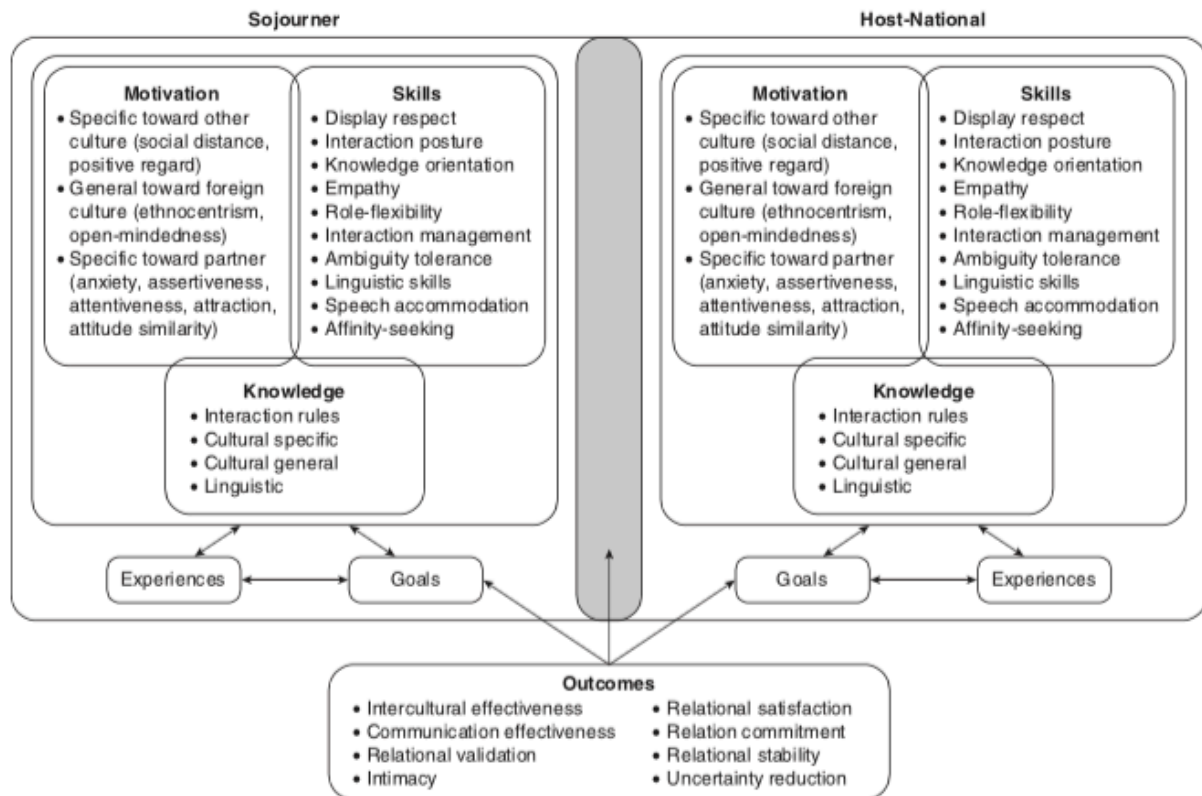 Sojourner
Host-National
Motivation
• Specific toward other
culture (social distance,
positive regard)
• General toward foreign
culture (ethnocentrism,
open-mindedness)
• Specific toward partner
(anxiety, assertiveness,
attentiveness, attraction,
attitude similarity)
Skills
• Display respect
• Interaction posture
• Knowledge orientation
• Empathy
• Role-flexibility
• Interaction management
• Ambiguity tolerance
• Linguistic skills
• Speech accommodation
• Affinity-seeking
Knowledge
• Interaction rules
• Cultural specific
• Cultural general
• Linguistic
Experiences
Goals
Motivation
• Specific toward other
culture (social distance,
positive regard)
• General toward foreign
culture (ethnocentrism,
open-mindedness)
• Specific toward partner
(anxiety, assertiveness,
attentiveness, attraction,
attitude similarity)
Skills
• Display respect
• Interaction posture
• Knowledge orientation
• Empathy
• Role-flexibility
• Interaction management
• Ambiguity tolerance
• Linguistic skills
• Speech accommodation
• Affinity-seeking
Knowledge
• Interaction rules
• Cultural specific
• Cultural general
• Linguistic
Goals
Experiences
Outcomes
• Intercultural effectiveness
• Communication effectiveness
• Relational validation
• Intimacy
• Relational satisfaction
• Relation commitment
• Relational stability
• Uncertainty reduction